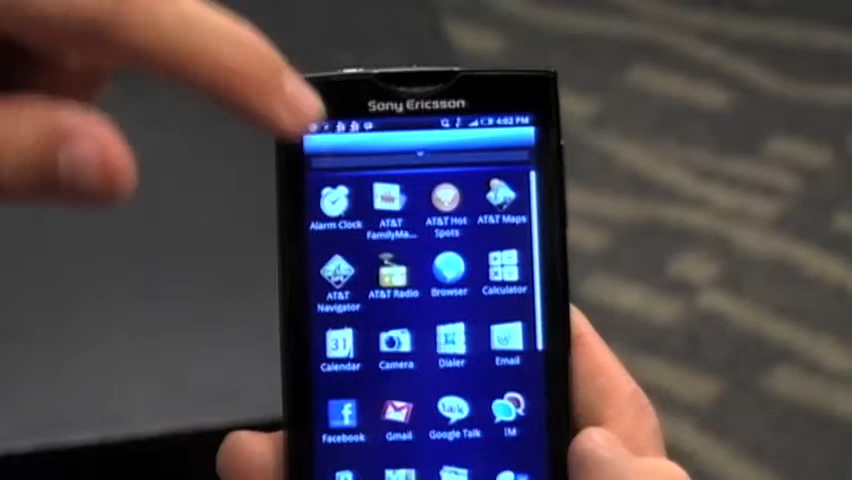 Sony Ericsson
4:02 PM
Alarm Clock
AT&T FamilyMa...
AT&T Hot Spots
AT&T Maps
AT&T Navigator
AT&T Radio
Browser
Calculator
31
Calendar
Camera
Dialer
Email
Facebook
Gmail
Google Talk
IM